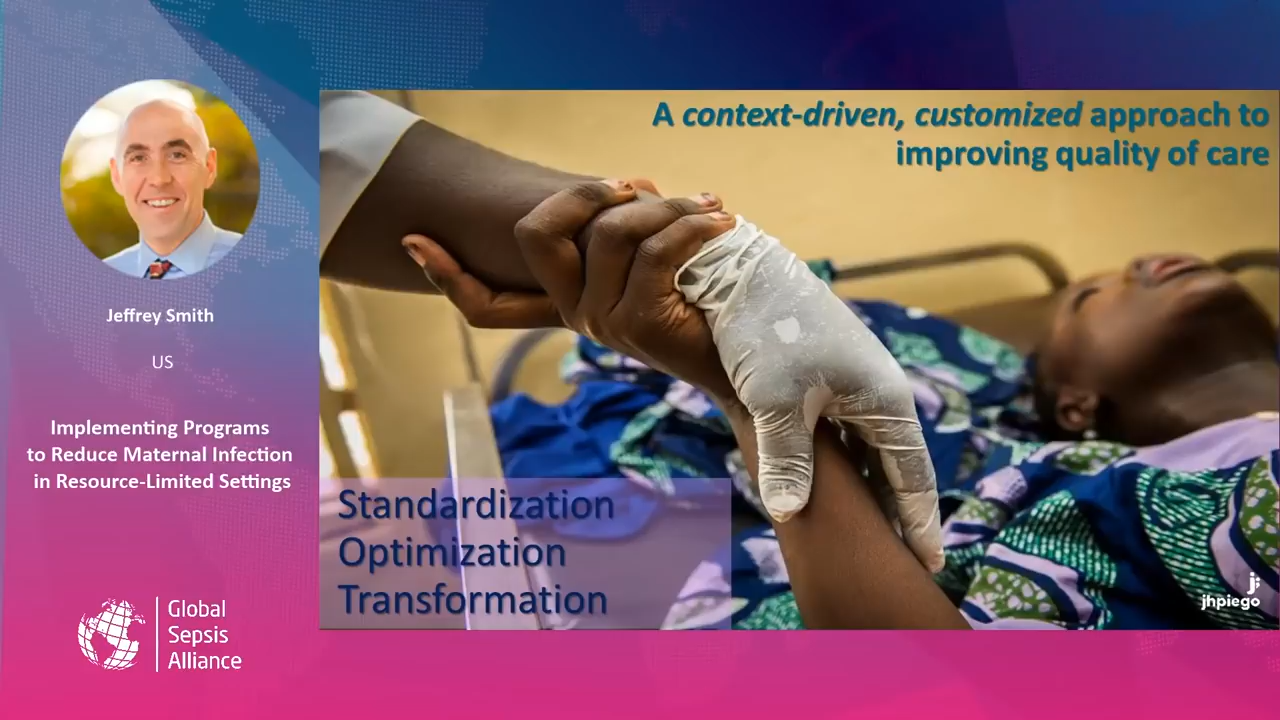 Jeffrey Smith
US
Implementing Programs
to Reduce Maternal Infection
in Resource-Limited Settings
Global
Sepsis
Alliance
A context-driven, customized approach to
improving quality of care
Standardization
Optimization
Transformation
j;
jhpiego